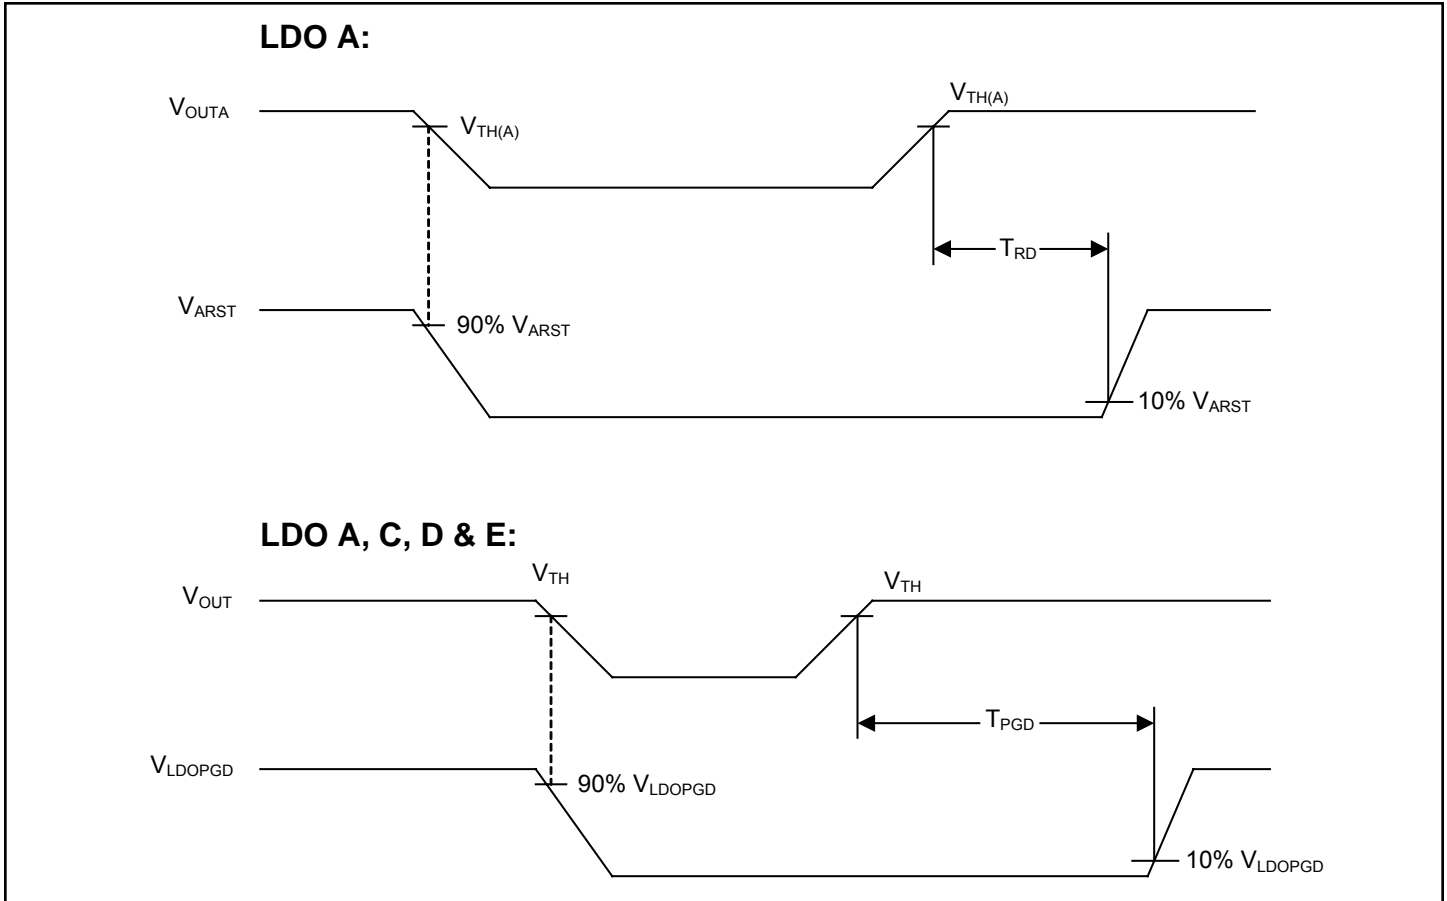 LDO A:
V_OUTA
V_TH(A)
V_TH(A)
T_RD
V_ARST
90% V_ARST
10% V_ARST
LDO A, C, D & E:
V_TH
V_TH
V_OUT
T_PGD
V_LDOPGD
90% V_LDOPGD
10% V_LDOPGD